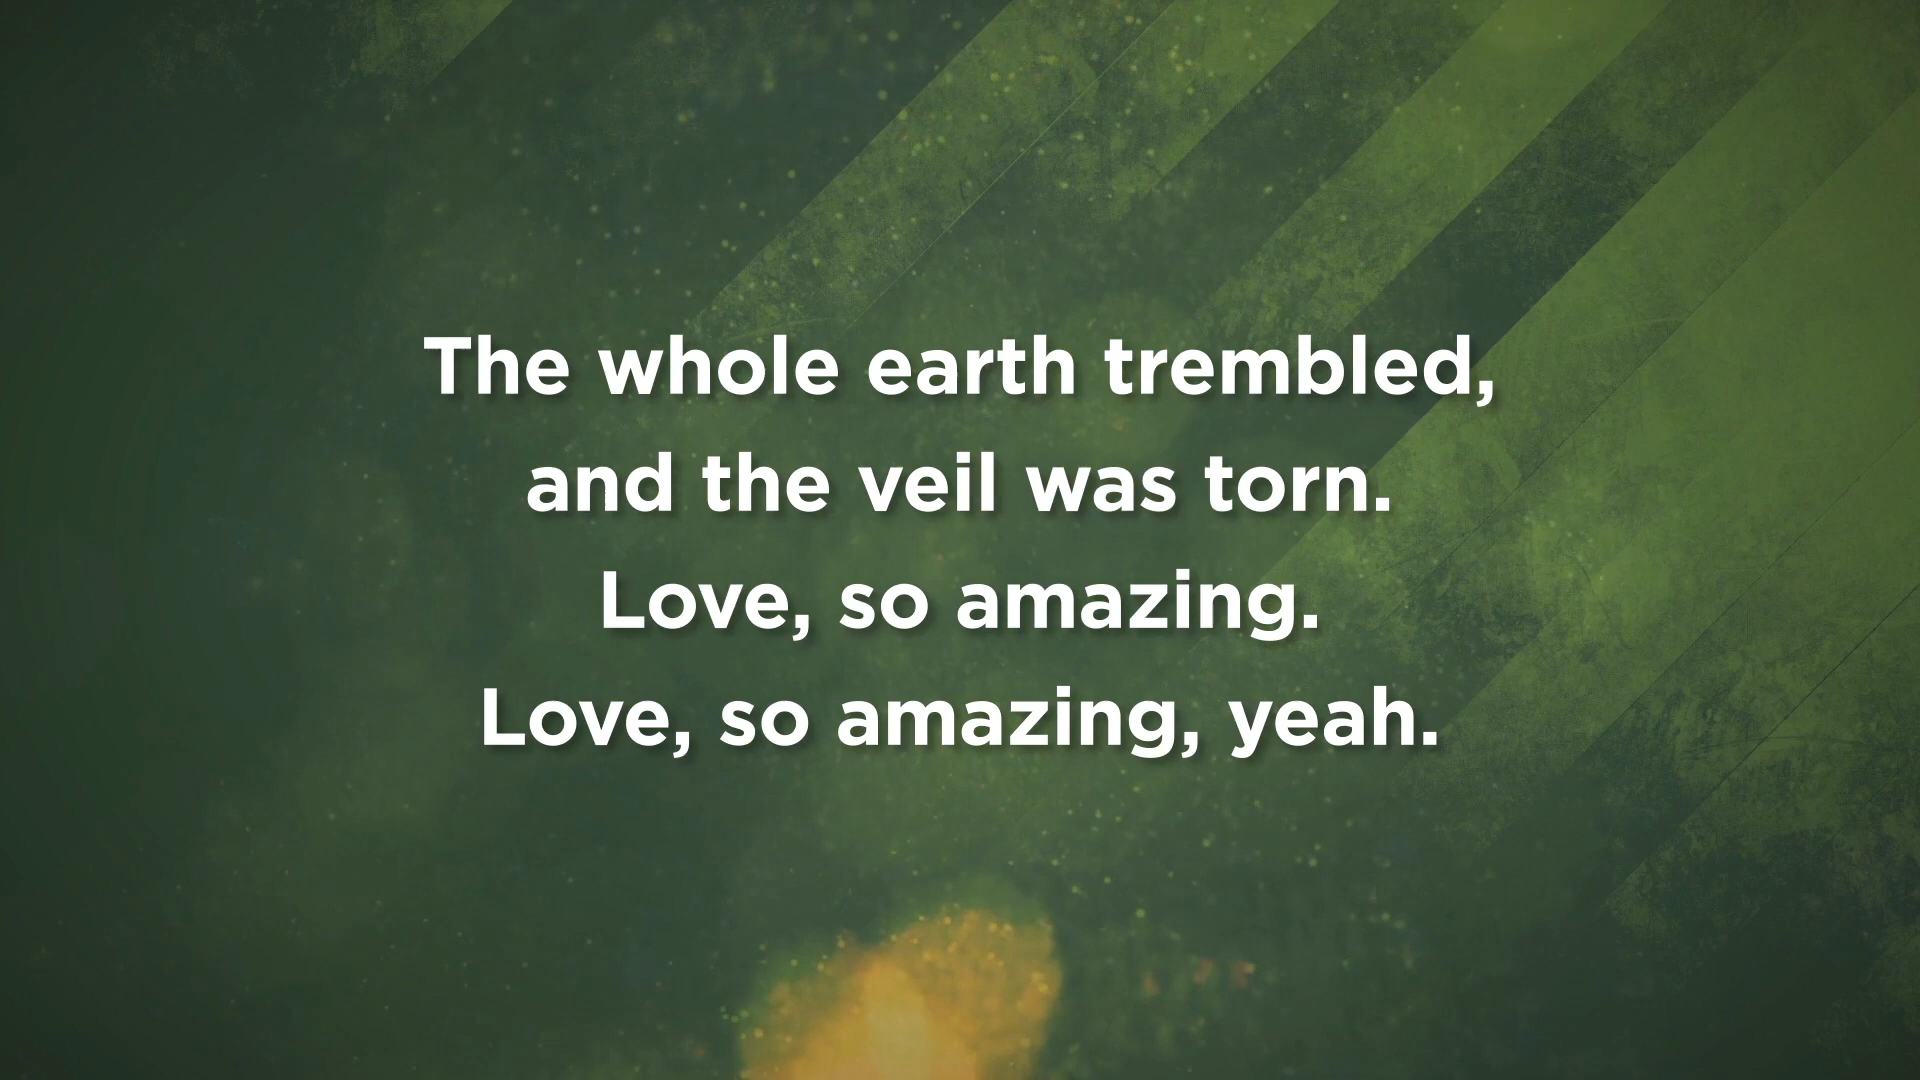 The whole earth trembled,
and the veil was torn.
Love, so amazing.
Love, so amazing, yeah.